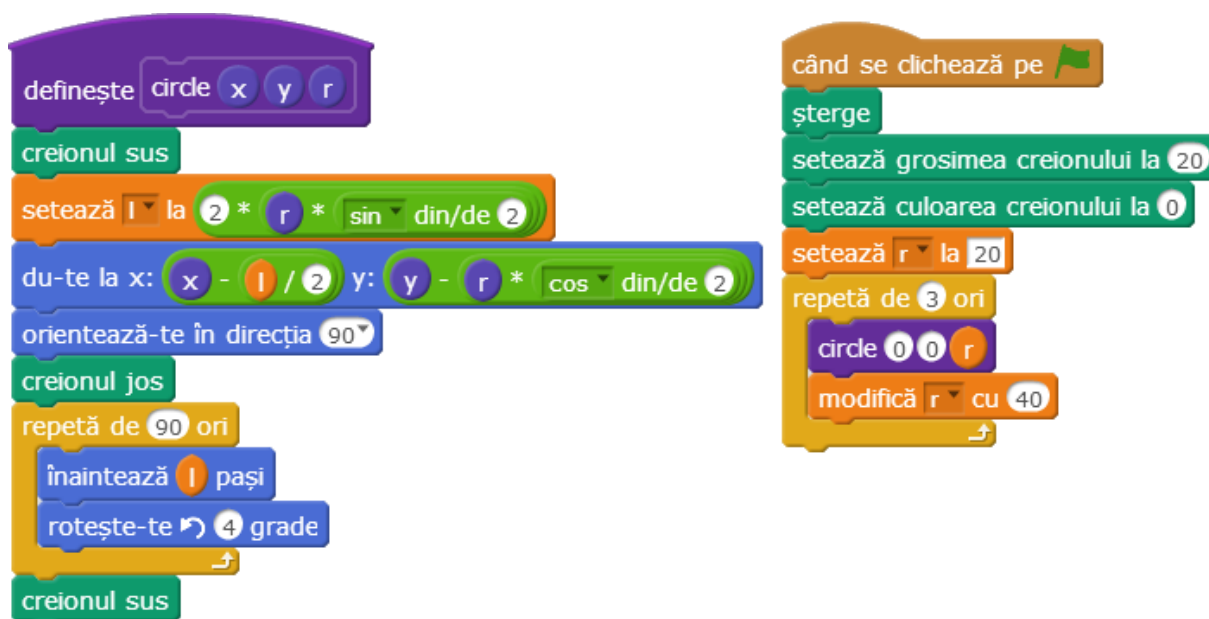 definește circle x y r
creionul sus
setează l la 2 * r * sin din/de 2
du-te la x: x - l / 2 y: y - r * cos din/de 2
orientează-te în direcția 90
creionul jos
repetă de 90 ori
înaintează l pași
rotește-te 4 grade
creionul sus
când se clichează pe
șterge
setează grosimea creionului la 20
setează culoarea creionului la 0
setează r la 20
repetă de 3 ori
circle 0 0 r
modifică r cu 40